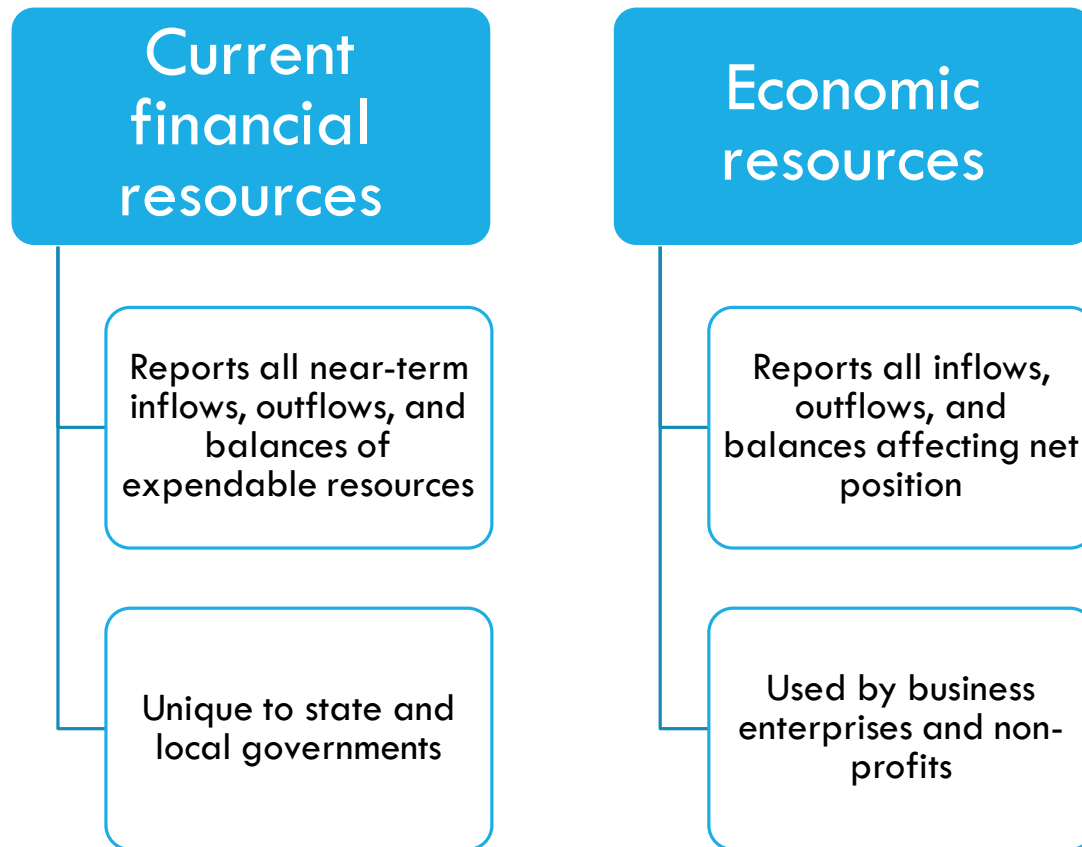 Current
financial
resources
Reports all near-term
inflows, outflows, and
balances of
expendable resources
Unique to state and
local governments
Economic
resources
Reports all inflows,
outflows, and
balances affecting net
position
Used by business
enterprises and non-
profits